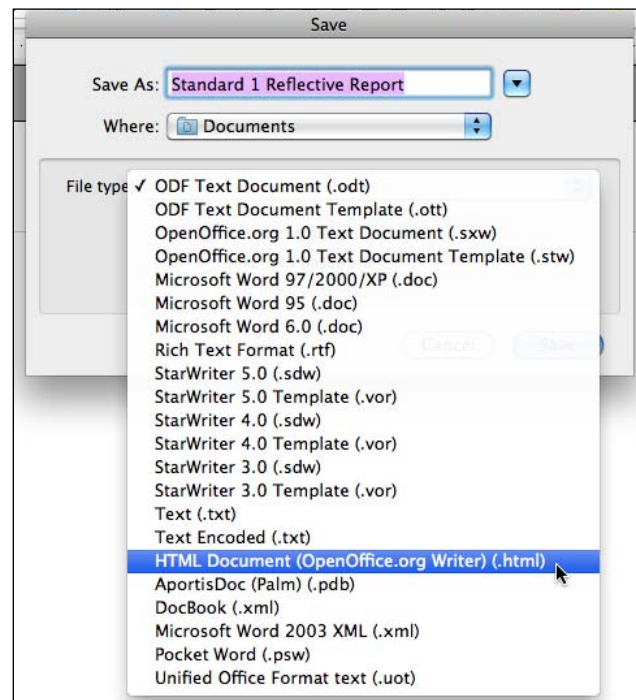 Save
Save As: Standard 1 Reflective Report
Where: Documents
File type ✓ ODF Text Document (.odt)
ODF Text Document Template (.ott)
OpenOffice.org 1.0 Text Document (.sxw)
OpenOffice.org 1.0 Text Document Template (.stw)
Microsoft Word 97/2000/XP (.doc)
Microsoft Word 95 (.doc)
Microsoft Word 6.0 (.doc)
Rich Text Format (.rtf)
Cancel Save
StarWriter 5.0 (.sdw)
StarWriter 5.0 Template (.vor)
StarWriter 4.0 (.sdw)
StarWriter 4.0 Template (.vor)
StarWriter 3.0 (.sdw)
StarWriter 3.0 Template (.vor)
Text (.txt)
Text Encoded (.txt)
HTML Document (OpenOffice.org Writer) (.html)
AportisDoc (Palm) (.pdb)
DocBook (.xml)
Microsoft Word 2003 XML (.xml)
Pocket Word (.psw)
Unified Office Format text (.uot)